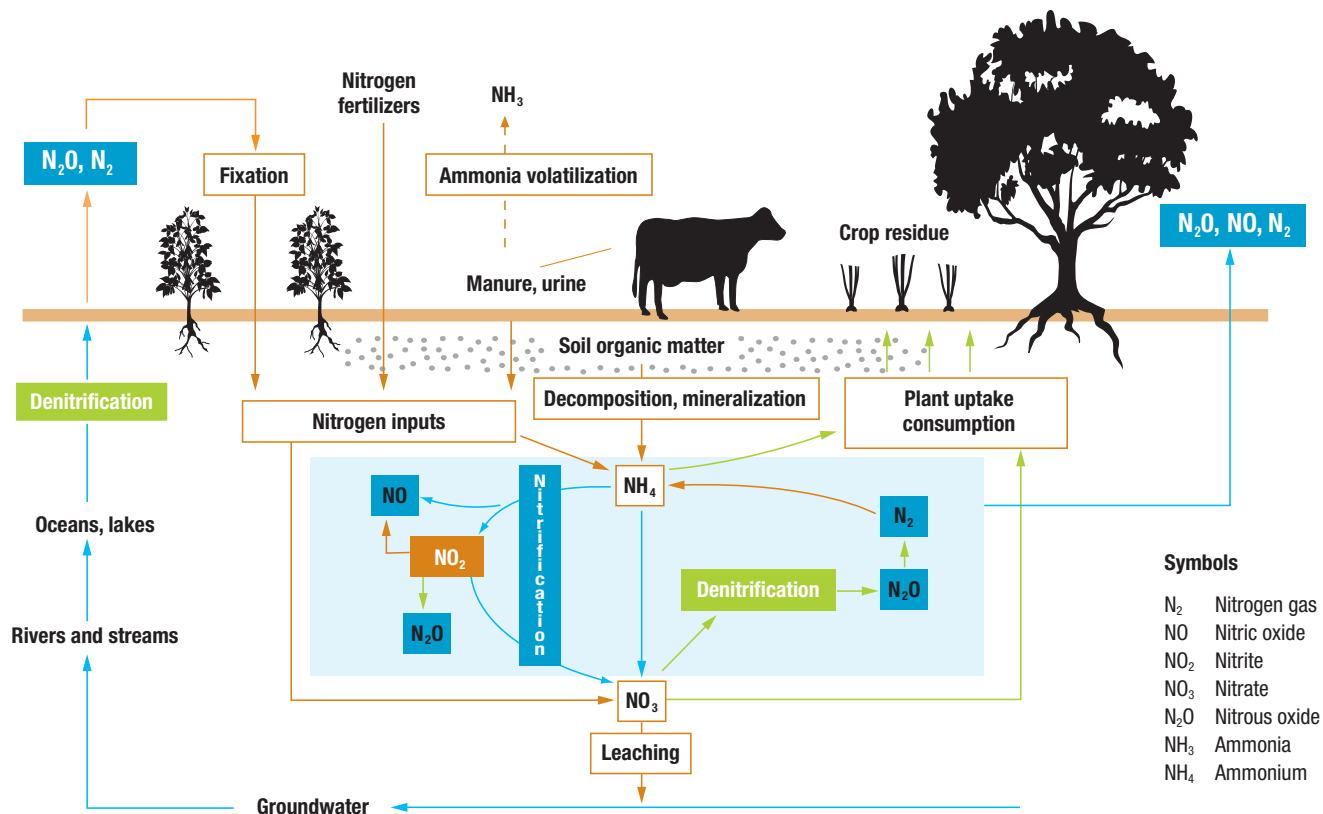 Nitrogen
fertilizers
NH₃
N₂O, N₂
Fixation
Ammonia volatilization
N₂O, NO, N₂
Crop residue
Manure, urine
Soil organic matter
Denitrification
Nitrogen inputs
Decomposition, mineralization
Plant uptake
consumption
NO
Nitrification
NH₄
N₂
Oceans, lakes
NO₂
Denitrification
N₂O
N₂O
Rivers and streams
NO₃
Leaching
Groundwater
Symbols
N₂ Nitrogen gas
NO Nitric oxide
NO₂ Nitrite
NO₃ Nitrate
N₂O Nitrous oxide
NH₃ Ammonia
NH₄ Ammonium